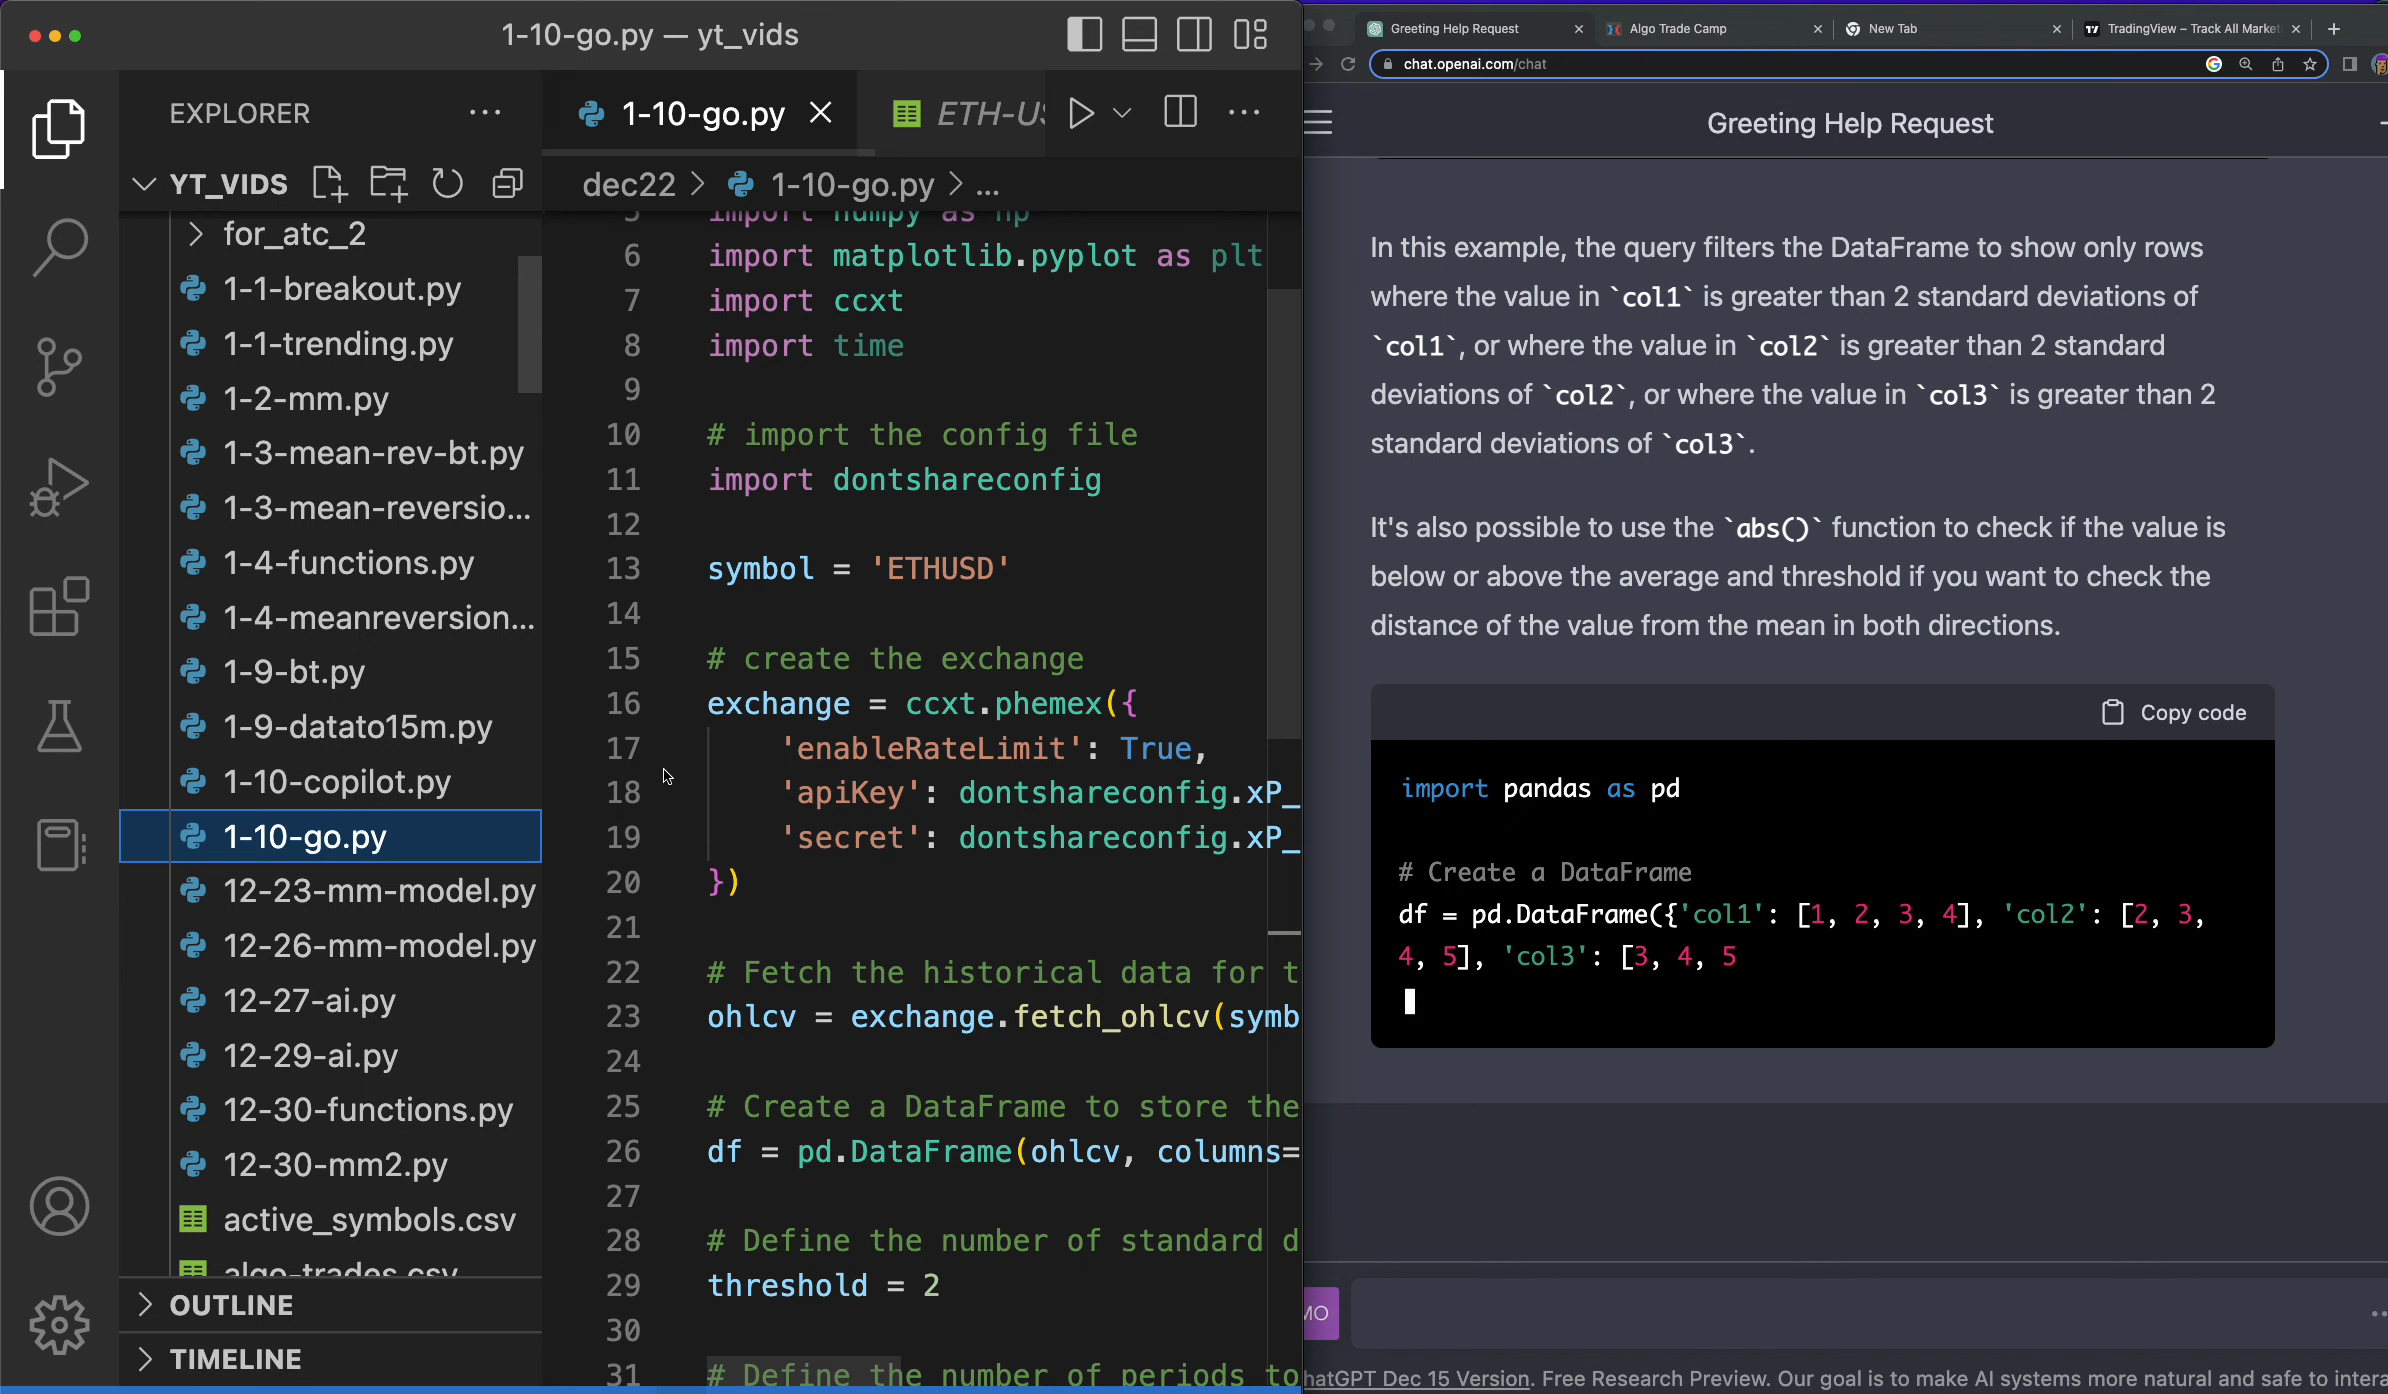 1-10-go.py — yt_vids
EXPLORER
YT_VIDS
for_atc_2
1-1-breakout.py
1-1-trending.py
1-2-mm.py
1-3-mean-rev-bt.py
1-3-mean-reversio...
1-4-functions.py
1-4-meanreversion...
1-9-bt.py
1-9-datato15m.py
1-10-copilot.py
1-10-go.py
12-23-mm-model.py
12-26-mm-model.py
12-27-ai.py
12-29-ai.py
12-30-functions.py
12-30-mm2.py
active_symbols.csv
algo-trades.csv
OUTLINE
TIMELINE
1-10-go.py
ETH-US
dec22 > 1-10-go.py > ...
5 import numpy as np
6 import matplotlib.pyplot as plt
7 import ccxt
8 import time
9
10 # import the config file
11 import dontshareconfig
12
13 symbol = 'ETHUSD'
14
15 # create the exchange
16 exchange = ccxt.phemex({
17 'enableRateLimit': True,
18 'apiKey': dontshareconfig.xP_
19 'secret': dontshareconfig.xP_
20 })
21
22 # Fetch the historical data for t
23 ohlcv = exchange.fetch_ohlcv(symb
24
25 # Create a DataFrame to store the
26 df = pd.DataFrame(ohlcv, columns=
27
28 # Define the number of standard d
29 threshold = 2
30
31 # Define the number of periods to
Greeting Help Request
Algo Trade Camp
New Tab
TradingView – Track All Market
chat.openai.com/chat
Greeting Help Request
In this example, the query filters the DataFrame to show only rows
where the value in `col1` is greater than 2 standard deviations of
`col1`, or where the value in `col2` is greater than 2 standard
deviations of `col2`, or where the value in `col3` is greater than 2
standard deviations of `col3`.
It's also possible to use the `abs()` function to check if the value is
below or above the average and threshold if you want to check the
distance of the value from the mean in both directions.
Copy code
import pandas as pd
# Create a DataFrame
df = pd.DataFrame({'col1': [1, 2, 3, 4], 'col2': [2, 3,
4, 5], 'col3': [3, 4, 5
MO
hatGPT Dec 15 Version. Free Research Preview. Our goal is to make AI systems more natural and safe to intera